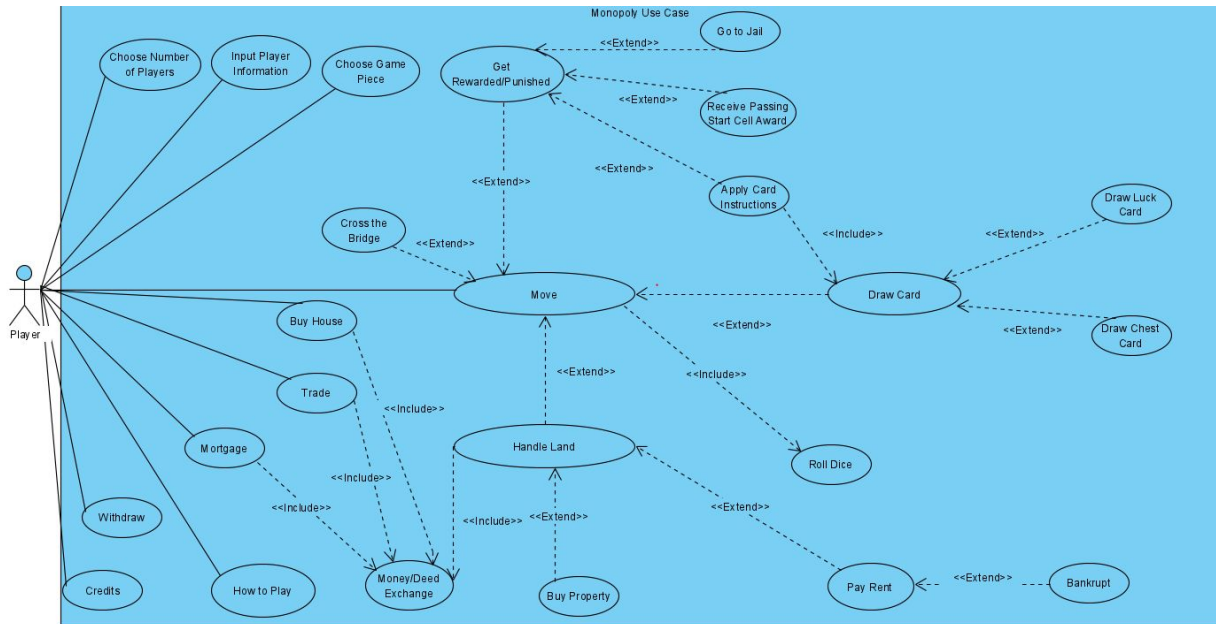 Monopoly Use Case
Go to Jail
<<Extend>>
Choose Number
of Players
Input Player
Information
Choose Game
Piece
Get
Rewarded/Punished
Receive Passing
Start Cell Award
<<Extend>>
<<Extend>>
<<Extend>>
Apply Card
Instructions
Draw Luck
Card
Cross the
Bridge
<<Extend>>
<<Include>>
<<Extend>>
Move
Draw Card
Player
Buy House
<<Extend>>
<<Extend>>
Draw Chest
Card
<<Extend>>
<<Include>>
Trade
<<Include>>
Mortgage
Handle Land
Roll Dice
<<Include>>
<<Include>>
<<Include>>
<<Extend>>
<<Extend>>
Withdraw
Credits
How to Play
Money/Deed
Exchange
Buy Property
Pay Rent
<<Extend>>
Bankrupt